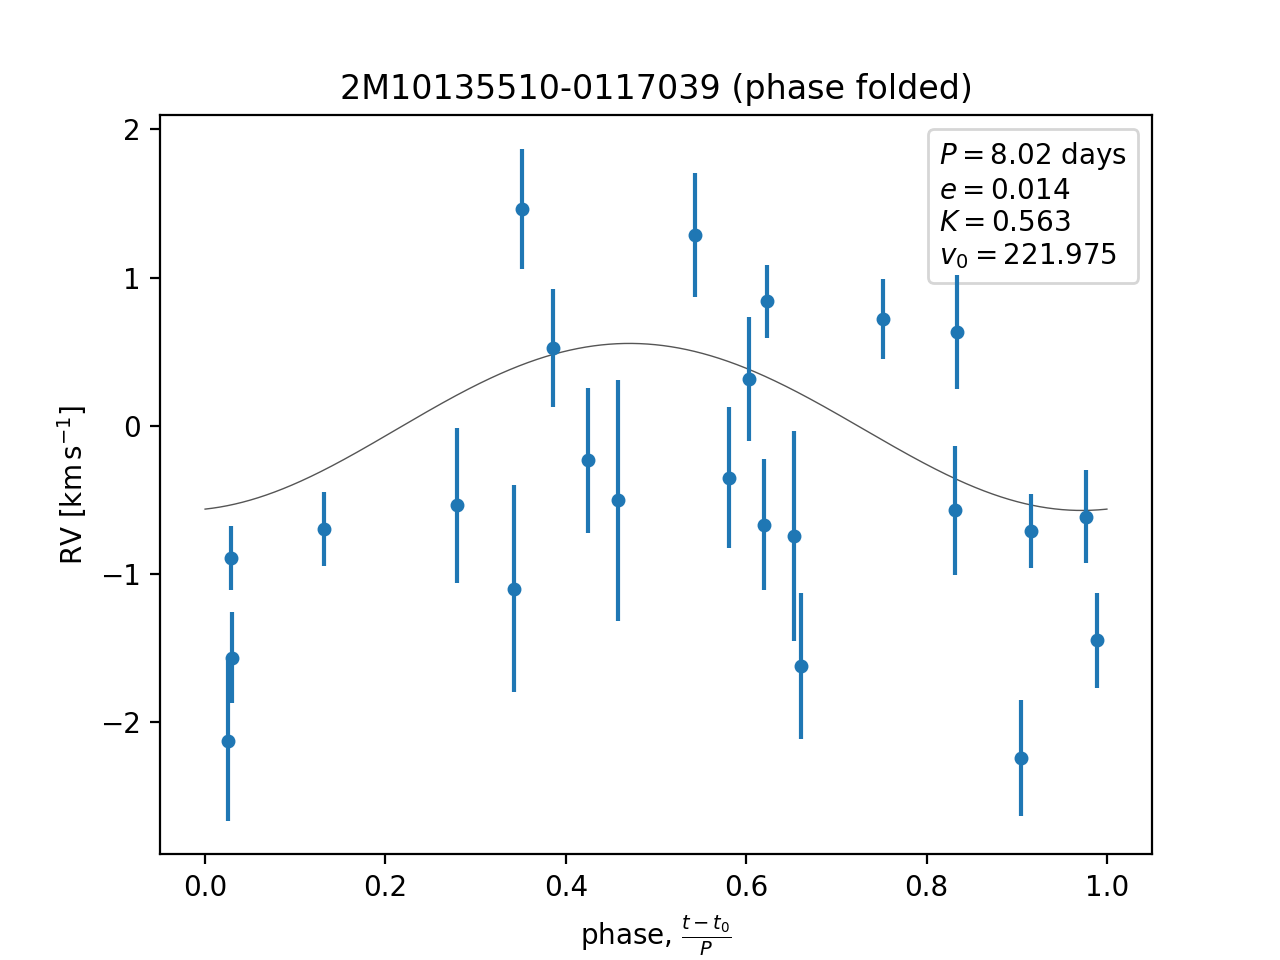 2M10135510-0117039 (phase folded)
P = 8.02 days
e = 0.014
K = 0.563
v₀ = 221.975
2
1
0
−1
−2
RV [km s⁻¹]
0.0 0.2 0.4 0.6 0.8 1.0
phase, (t − t₀)/P